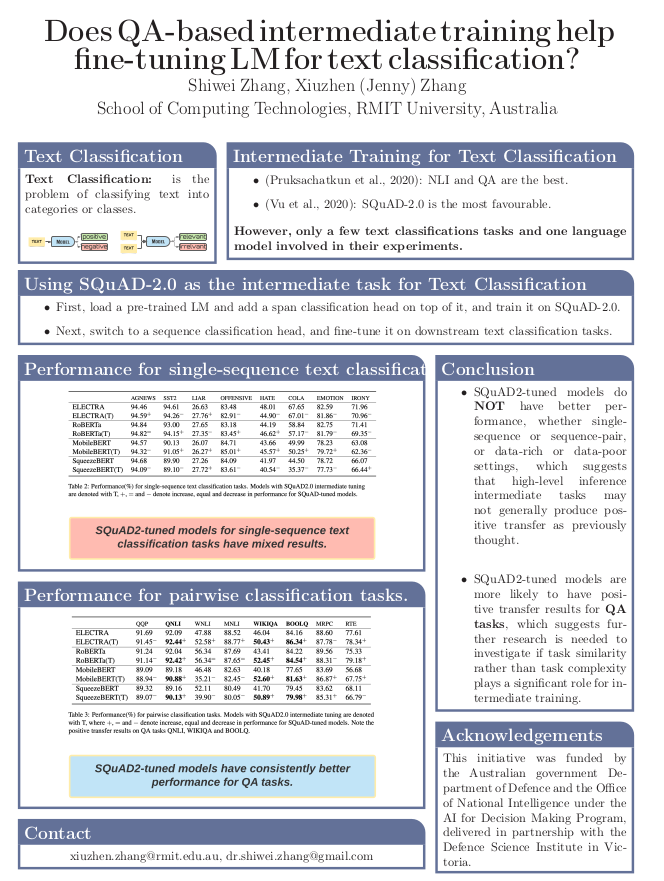 Does QA-based intermediate training help
fine-tuning LM for text classification?
Shiwei Zhang, Xiuzhen (Jenny) Zhang
School of Computing Technologies, RMIT University, Australia
Text Classification
Text Classification: is the
problem of classifying text into
categories or classes.
TEXT MODEL positive negative
TEXT TEXT MODEL relevant irrelevant
Intermediate Training for Text Classification
• (Pruksachatkun et al., 2020): NLI and QA are the best.
• (Vu et al., 2020): SQuAD-2.0 is the most favourable.
However, only a few text classifications tasks and one language
model involved in their experiments.
Using SQuAD-2.0 as the intermediate task for Text Classification
• First, load a pre-trained LM and add a span classification head on top of it, and train it on SQuAD-2.0.
• Next, switch to a sequence classification head, and fine-tune it on downstream text classification tasks.
Performance for single-sequence text classificat
AGNEWS SST2 LIAR OFFENSIVE HATE COLA EMOTION IRONY
ELECTRA 94.46 94.61 26.63 83.48 48.01 67.65 82.59 71.96
ELECTRA(T) 94.59+ 94.26− 27.76+ 82.91− 44.90− 67.01− 81.86− 70.96−
RoBERTa 94.84 93.00 27.65 83.18 44.19 58.84 82.75 71.41
RoBERTa(T) 94.82= 94.15+ 27.35− 83.45+ 46.62+ 57.17− 81.79− 69.35−
MobileBERT 94.57 90.13 26.07 84.71 43.66 49.99 78.23 63.08
MobileBERT(T) 94.32− 91.05+ 26.27+ 85.01+ 45.57+ 50.25+ 79.72+ 62.36−
SqueezeBERT 94.68 89.90 27.26 84.09 41.97 44.50 78.72 66.07
SqueezeBERT(T) 94.09− 89.10− 27.72+ 83.61− 40.54− 35.37− 77.73− 66.44+
Table 2: Performance(%) for single-sequence text classification tasks. Models with SQuAD2.0 intermediate tuning
are denoted with T, +, = and − denote increase, equal and decrease in performance for SQuAD-tuned models.
SQuAD2-tuned models for single-sequence text
classification tasks have mixed results.
Performance for pairwise classification tasks.
QQP QNLI WNLI MNLI WIKIQA BOOLQ MRPC RTE
ELECTRA 91.69 92.09 47.88 88.52 46.04 84.16 88.60 77.61
ELECTRA(T) 91.45− 92.44+ 52.58+ 88.77+ 50.43+ 86.34+ 87.78− 78.34+
RoBERTa 91.24 92.04 56.34 87.69 43.41 84.22 89.56 75.33
RoBERTa(T) 91.14− 92.42+ 56.34= 87.65= 52.45+ 84.54+ 88.31− 79.18+
MobileBERT 89.09 89.18 46.48 82.63 40.18 77.65 83.69 56.68
MobileBERT(T) 88.94− 90.88+ 35.21− 82.45− 52.60+ 81.63+ 86.87+ 67.75+
SqueezeBERT 89.32 89.16 52.11 80.49 41.70 79.45 83.62 68.11
SqueezeBERT(T) 89.07− 90.13+ 39.90− 80.05− 50.89+ 79.98+ 85.31+ 66.79−
Table 3: Performance(%) for pairwise classification tasks. Models with SQuAD2.0 intermediate tuning are denoted
with T, where +, = and − denote increase, equal and decrease in performance for SQuAD-tuned models. Note the
positive transfer results on QA tasks QNLI, WIKIQA and BOOLQ.
SQuAD2-tuned models have consistently better
performance for QA tasks.
Contact
xiuzhen.zhang@rmit.edu.au, dr.shiwei.zhang@gmail.com
Conclusion
• SQuAD2-tuned models do
NOT have better per-
formance, whether single-
sequence or sequence-pair,
or data-rich or data-poor
settings, which suggests
that high-level inference
intermediate tasks may
not generally produce pos-
itive transfer as previously
thought.
• SQuAD2-tuned models are
more likely to have posi-
tive transfer results for QA
tasks, which suggests fur-
ther research is needed to
investigate if task similarity
rather than task complexity
plays a significant role for in-
termediate training.
Acknowledgements
This initiative was funded by
the Australian government De-
partment of Defence and the Office
of National Intelligence under the
AI for Decision Making Program,
delivered in partnership with the
Defence Science Institute in Vic-
toria.